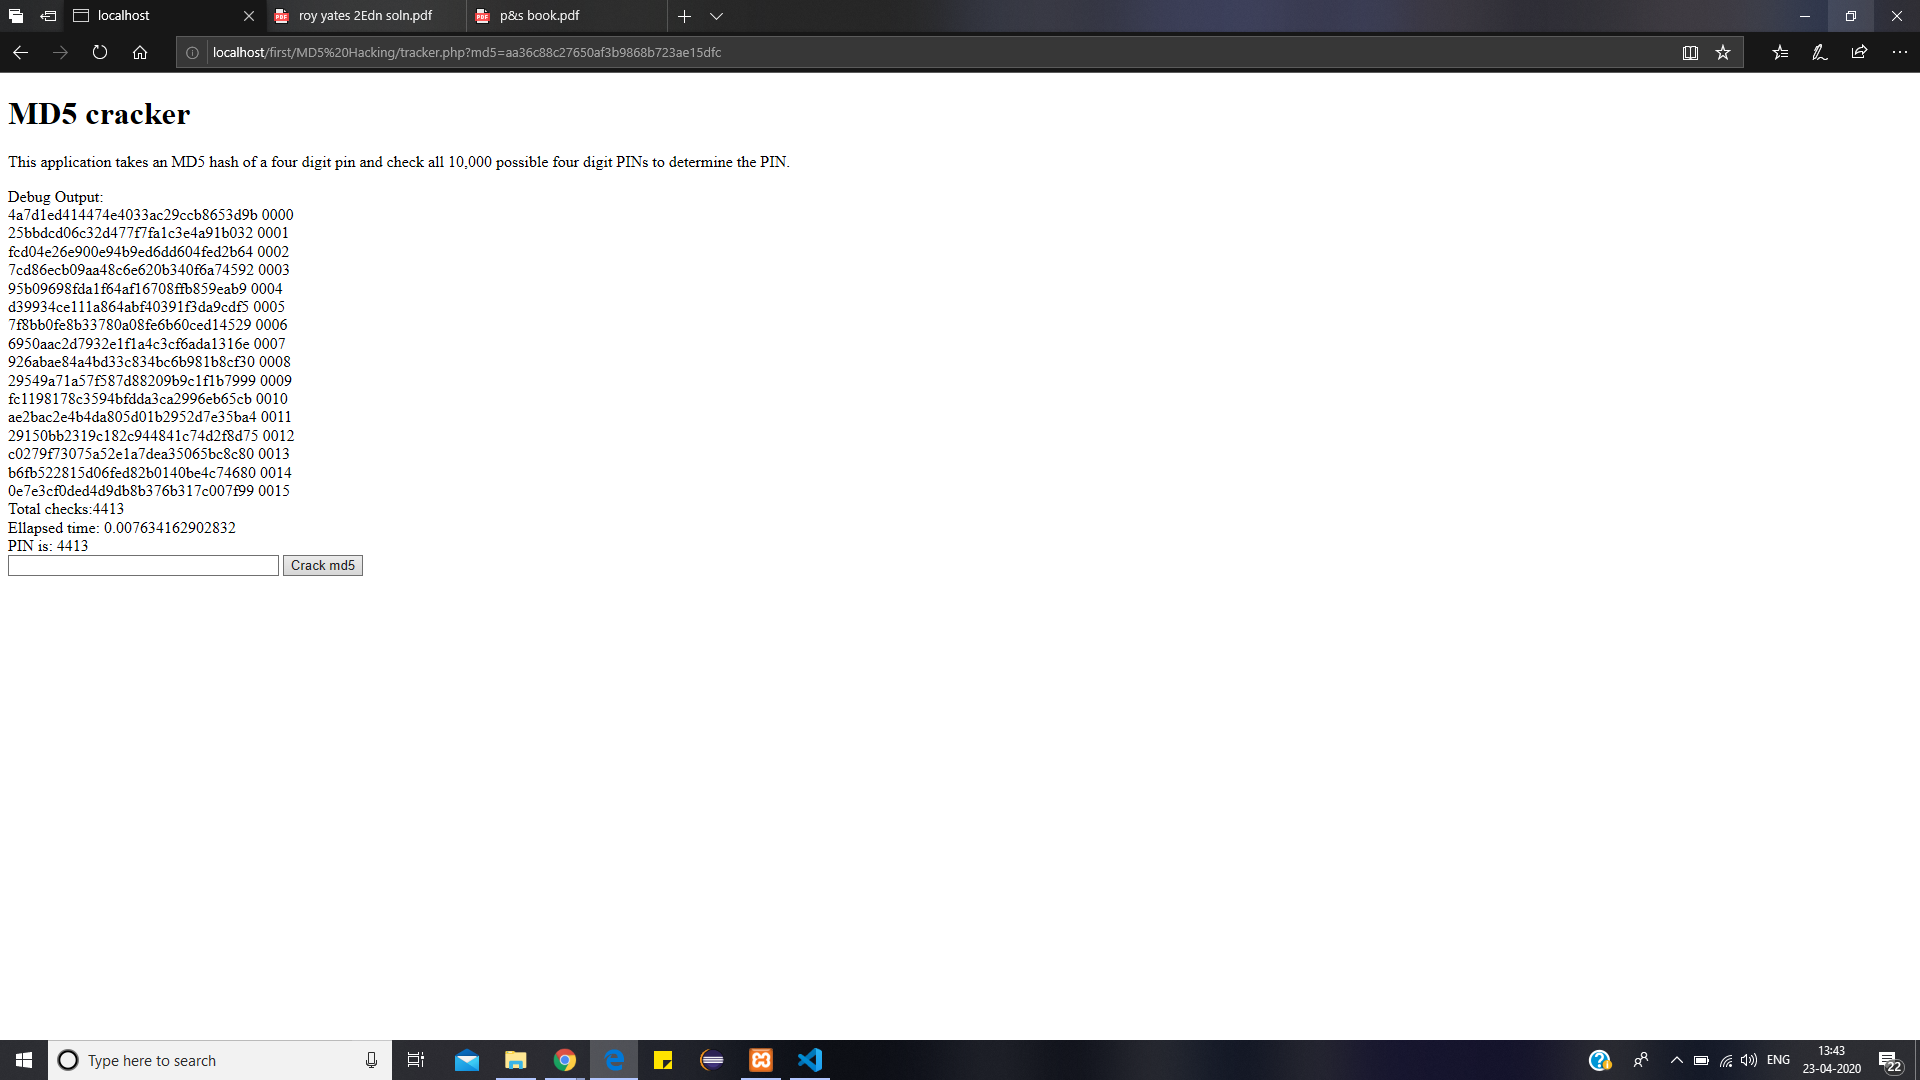 localhost
roy yates 2Edn soln.pdf
p&s book.pdf
localhost/first/MD5%20Hacking/tracker.php?md5=aa36c88c27650af3b9868b723ae15dfc
MD5 cracker
This application takes an MD5 hash of a four digit pin and check all 10,000 possible four digit PINs to determine the PIN.
Debug Output:
4a7d1ed414474e4033ac29ccb8653d9b 0000
25bbdcd06c32d477f7fa1c3e4a91b032 0001
fcd04e26e900e94b9ed6dd604fed2b64 0002
7cd86ecb09aa48c6e620b340f6a74592 0003
95b09698fda1f64af16708ffb859eab9 0004
d39934ce111a864abf40391f3da9cdf5 0005
7f8bb0fe8b33780a08fe6b60ced14529 0006
6950aac2d7932e1f1a4c3cf6ada1316e 0007
926abae84a4bd33c834bc6b981b8cf30 0008
29549a71a57f587d88209b9c1f1b7999 0009
fc1198178c3594bfdda3ca2996eb65cb 0010
ae2bac2e4b4da805d01b2952d7e35ba4 0011
29150bb2319c182c944841c74d2f8d75 0012
c0279f73075a52e1a7dea35065bc8c80 0013
b6fb522815d06fed82b0140be4c74680 0014
0e7e3cf0ded4d9db8b376b317c007f99 0015
Total checks:4413
Ellapsed time: 0.007634162902832
PIN is: 4413
Crack md5
Type here to search
ENG
13:43
23-04-2020
22